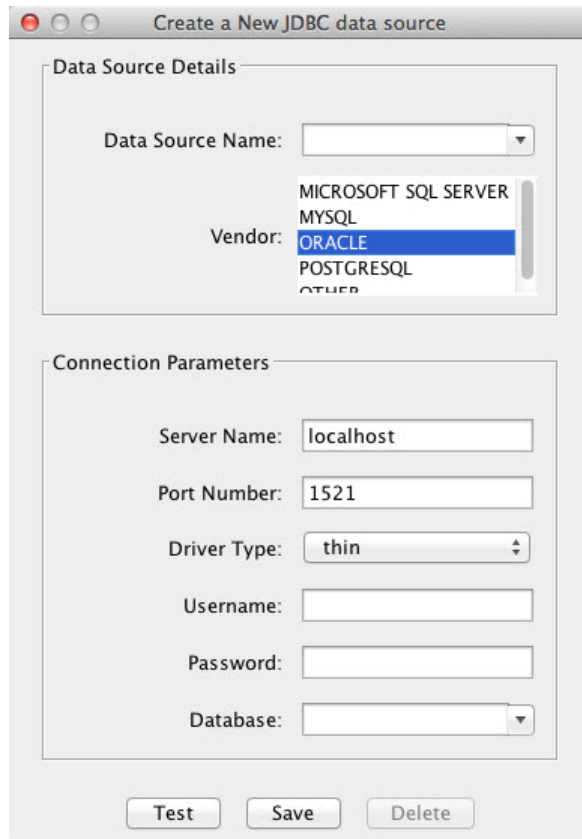 Create a New JDBC data source
Data Source Details
Data Source Name:
Vendor:
MICROSOFT SQL SERVER
MYSQL
ORACLE
POSTGRESQL
OTHER
Connection Parameters
Server Name: localhost
Port Number: 1521
Driver Type: thin
Username:
Password:
Database:
Test Save Delete